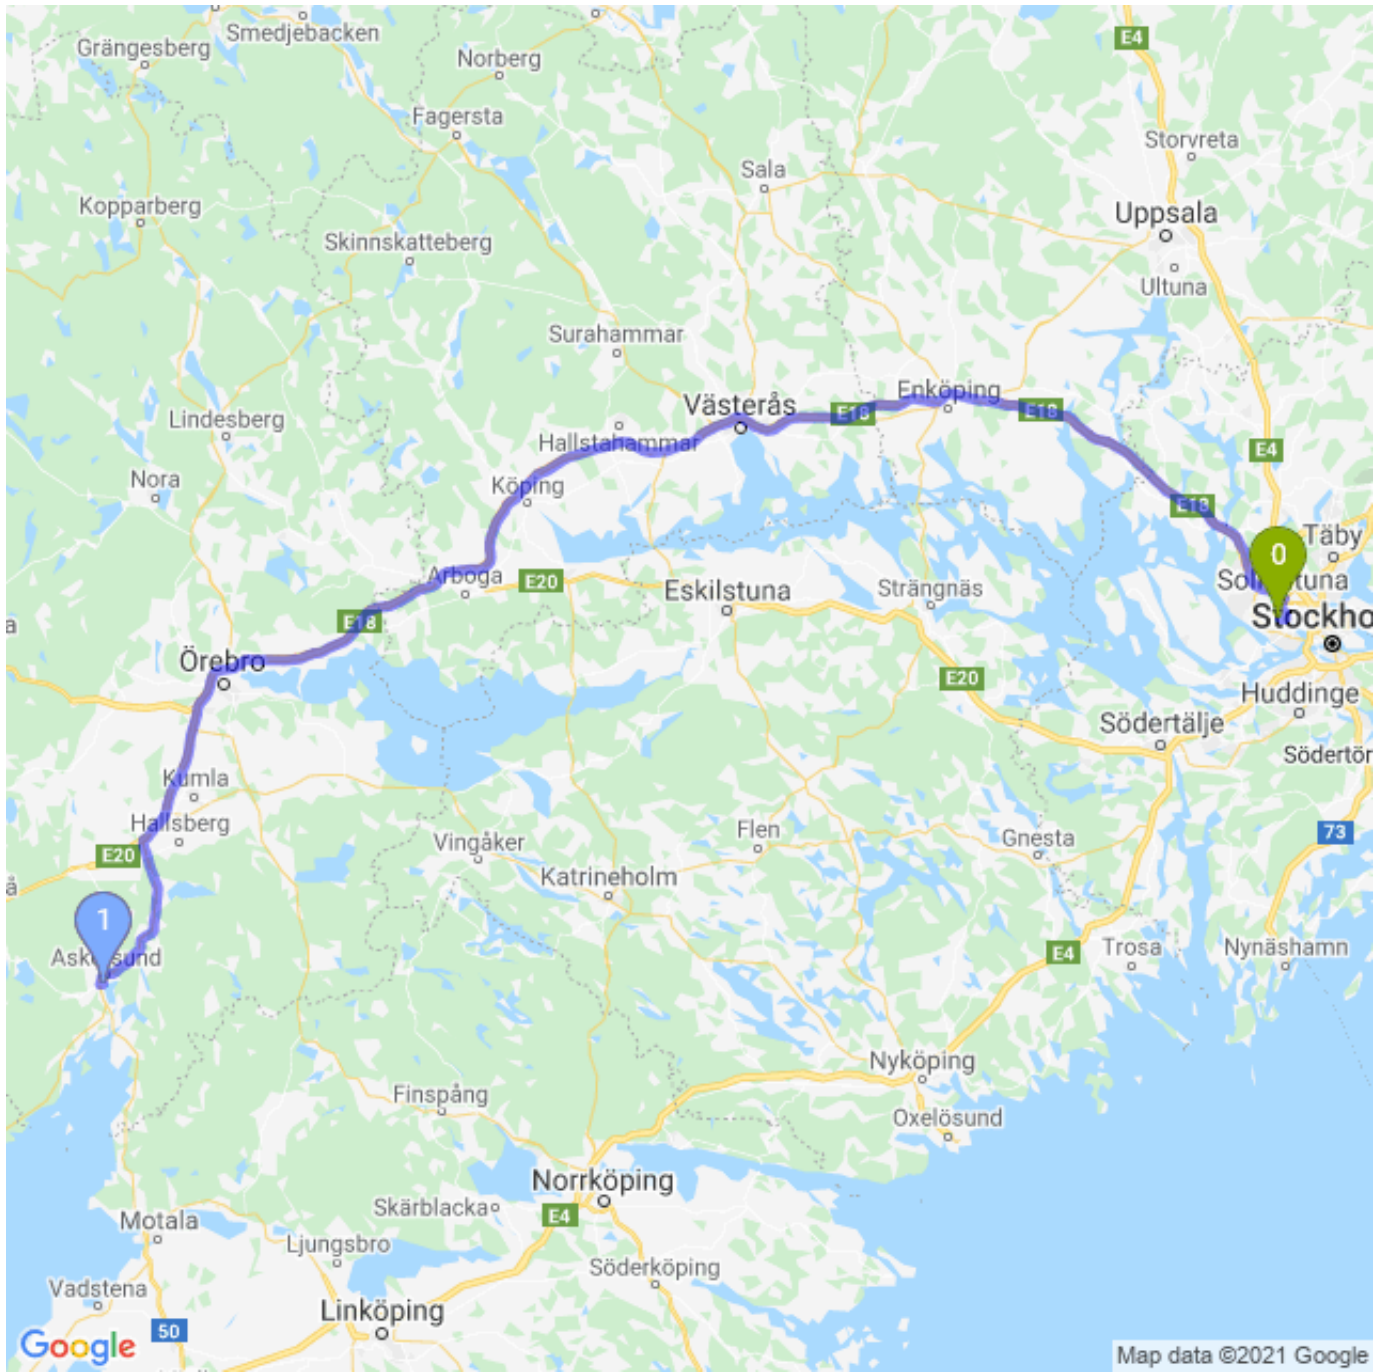 Smedjebacken
Grängesberg
E4
Norberg
Fagersta
Storvreta
Sala
Kopparberg
Uppsala
Skinnskatteberg
Ultuna
Surahammar
Enköping
Västerås
E18
E18
Lindesberg
Hallstahammar
E4
Nora
Köping
E18
Täby
0
Arboga
E20
Eskilstuna
Strängnäs
Stockho
E18
a
Örebro
E20
Huddinge
Södertälje
Södertör
Kumla
Hallsberg
Flen
Gnesta
73
Vingåker
E20
Katrineholm
å
1
Askersund
E4
Trosa
Nynäshamn
Nyköping
Finspång
Oxelösund
Norrköping
Skärblacka
E4
Motala
Ljungsbro
Söderköping
Vadstena
Linköping
50
Google
Map data ©2021 Google